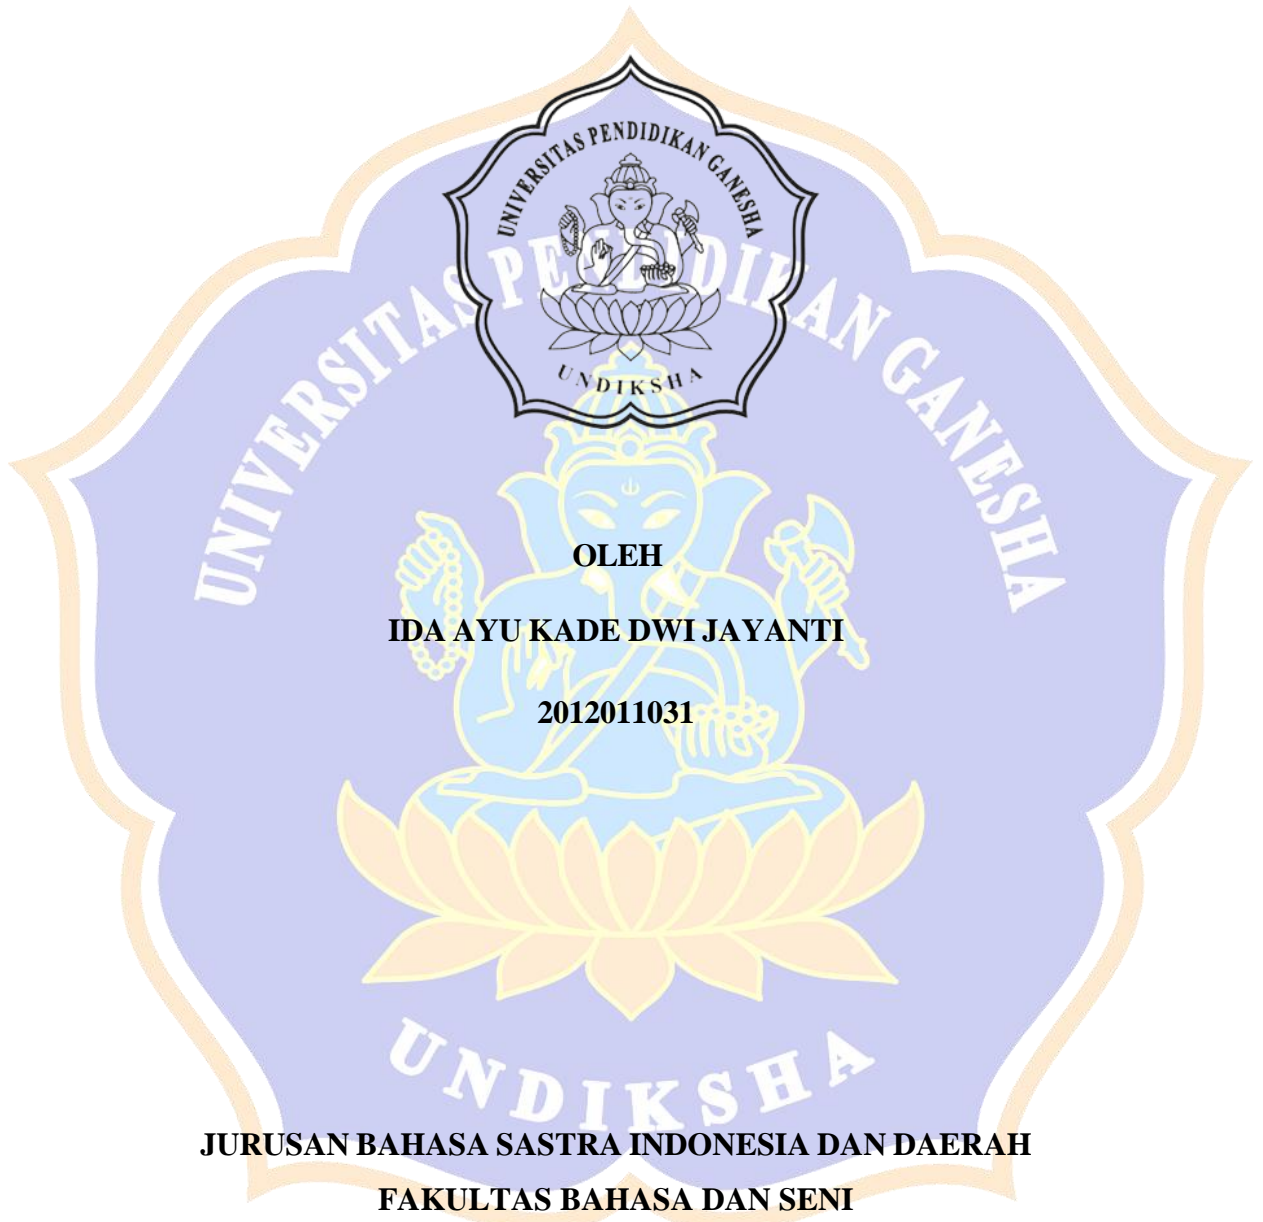 UNIVERSITAS PENDIDIKAN GANESHA
UNDIKSHA
UNIVERSITAS PENDIDIKAN GANESHA
OLEH
IDA AYU KADE DWI JAYANTI
2012011031
UNDIKSHA
JURUSAN BAHASA SASTRA INDONESIA DAN DAERAH
FAKULTAS BAHASA DAN SENI